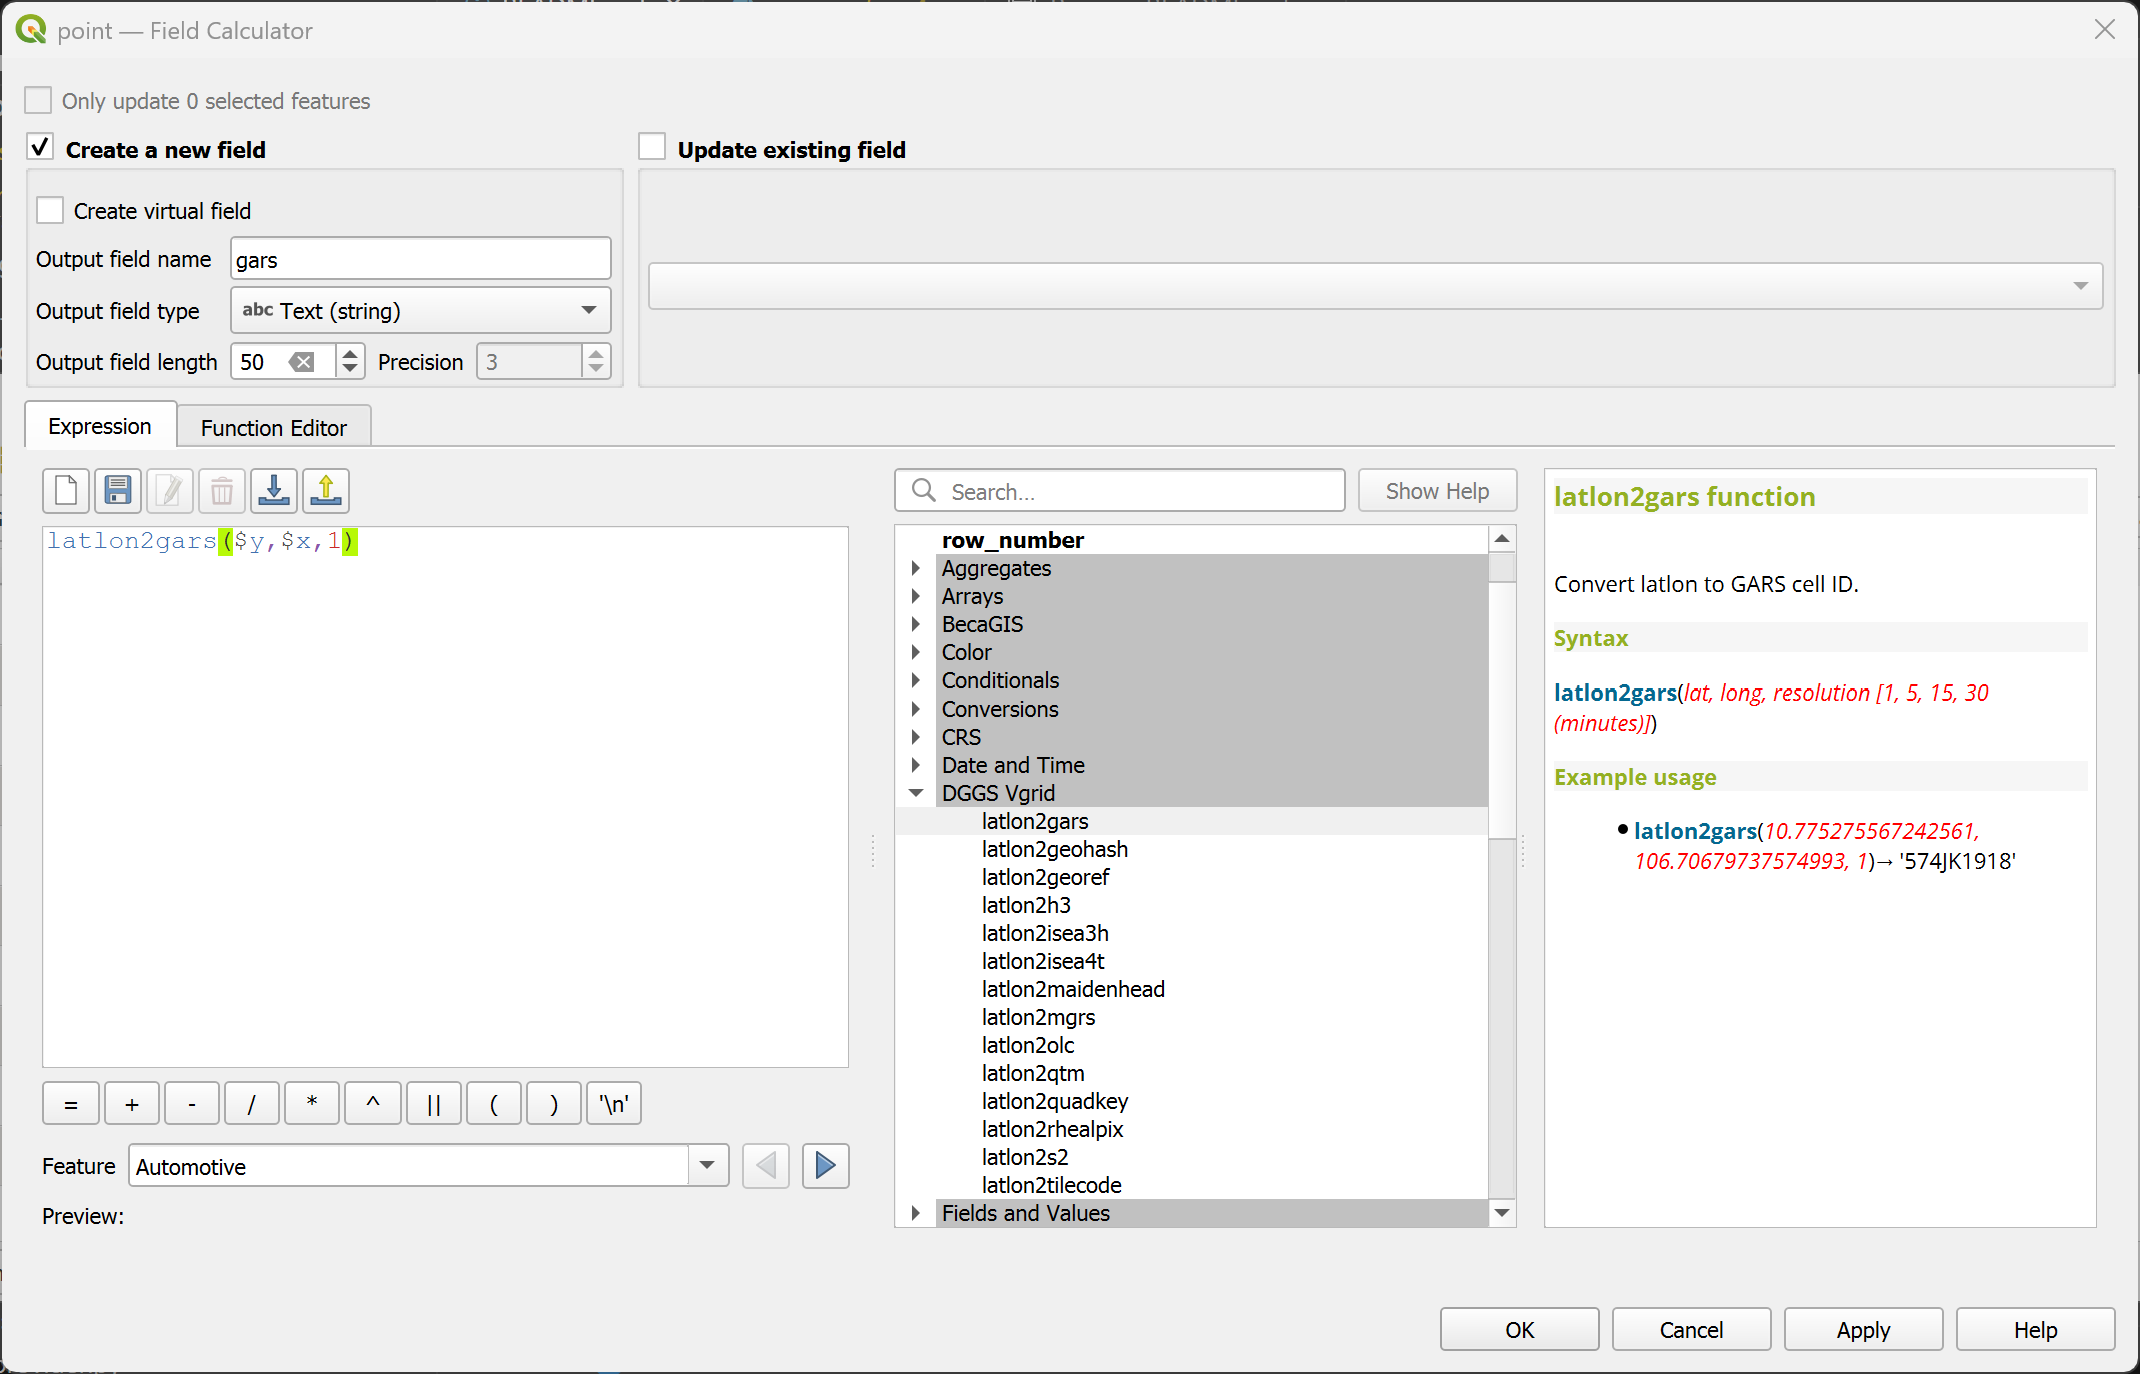 point — Field Calculator
Only update 0 selected features
Create a new field
Update existing field
Create virtual field
Output field name gars
Output field type abc Text (string)
Output field length 50 Precision 3
Expression Function Editor
Search... Show Help
latlon2gars($y,$x,1)
= + - / * ^ || ( ) '\n'
Feature Automotive
Preview:
row_number
Aggregates
Arrays
BecaGIS
Color
Conditionals
Conversions
CRS
Date and Time
DGGS Vgrid
latlon2gars
latlon2geohash
latlon2georef
latlon2h3
latlon2isea3h
latlon2isea4t
latlon2maidenhead
latlon2mgrs
latlon2olc
latlon2qtm
latlon2quadkey
latlon2rhealpix
latlon2s2
latlon2tilecode
Fields and Values
latlon2gars function
Convert latlon to GARS cell ID.
Syntax
latlon2gars(lat, long, resolution [1, 5, 15, 30
(minutes)])
Example usage
• latlon2gars(10.775275567242561,
106.70679737574993, 1)→ '574JK1918'
OK Cancel Apply Help